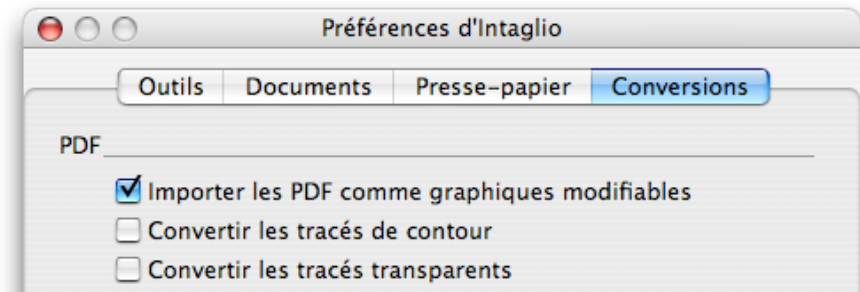 Préférences d'Intaglio
Outils Documents Presse-papier Conversions
PDF
Importer les PDF comme graphiques modifiables
Convertir les tracés de contour
Convertir les tracés transparents